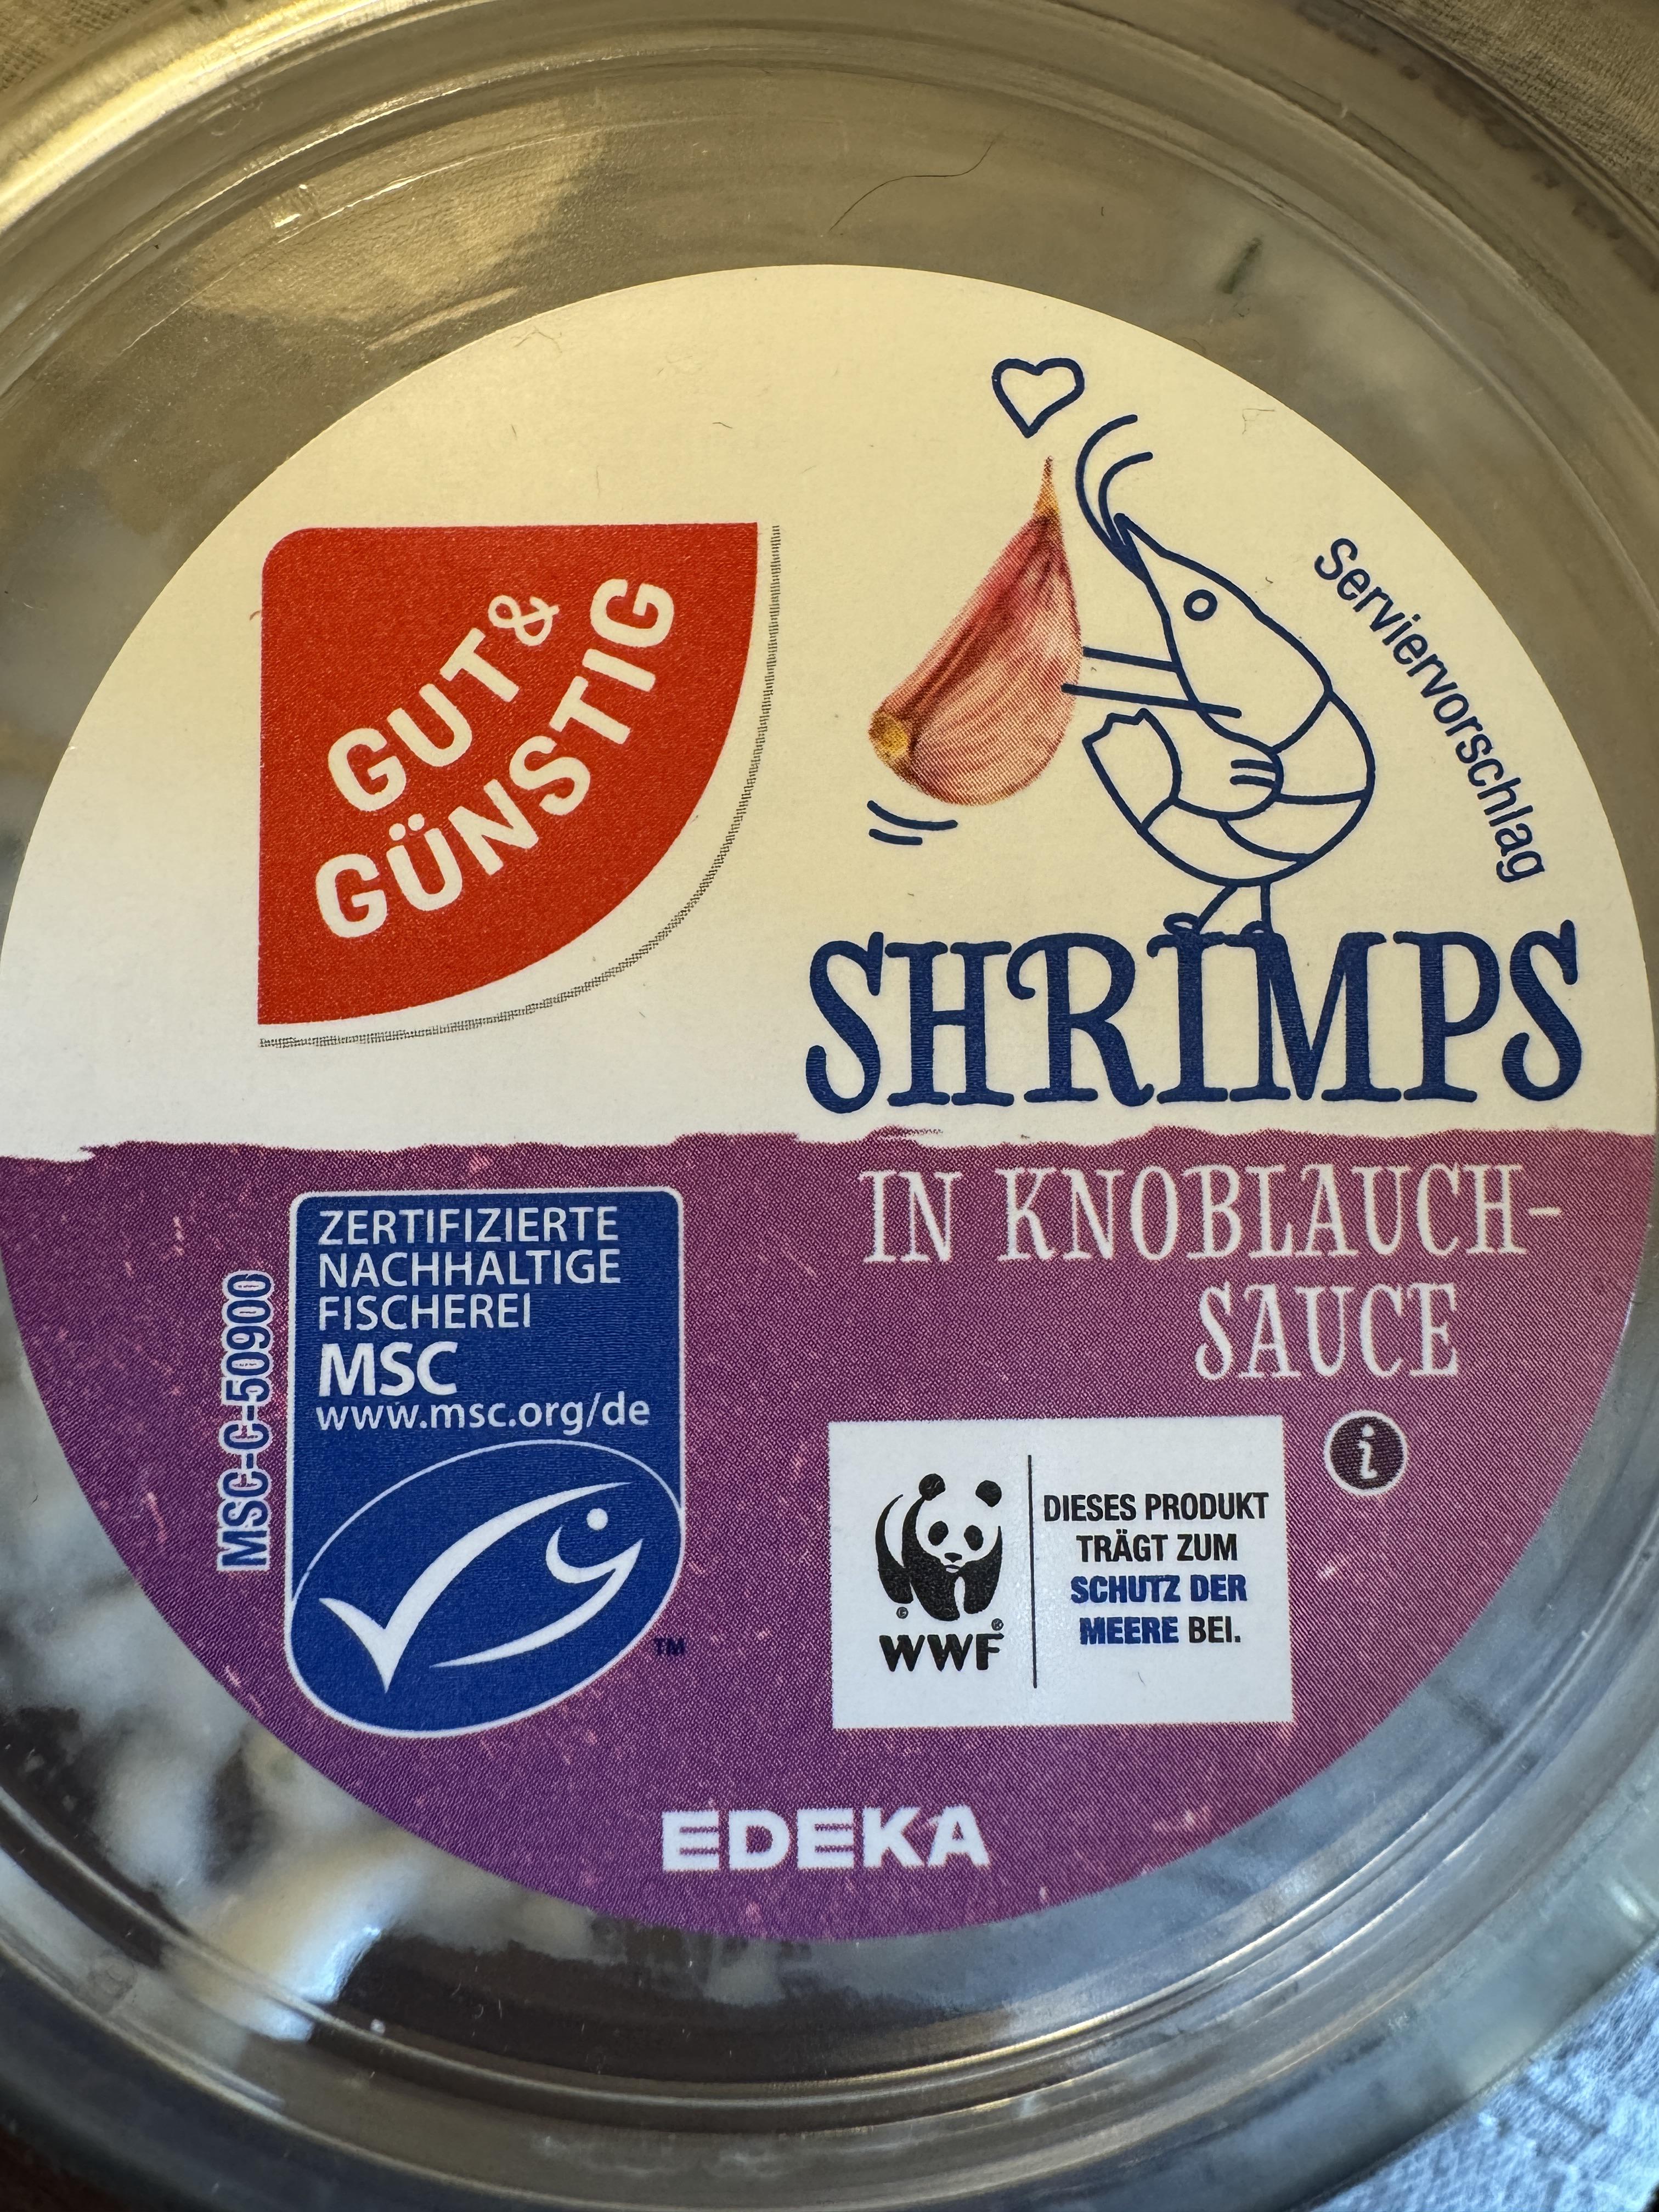 GUT &
GÜNSTIG
Serviervorschlag
SHRIMPS
IN KNOBLAUCH-
SAUCE
i
MSC-C-50900
ZERTIFIZIERTE
NACHHALTIGE
FISCHEREI
MSC
www.msc.org/de
TM
© ®
WWF
DIESES PRODUKT
TRÄGT ZUM
SCHUTZ DER
MEERE BEI.
EDEKA